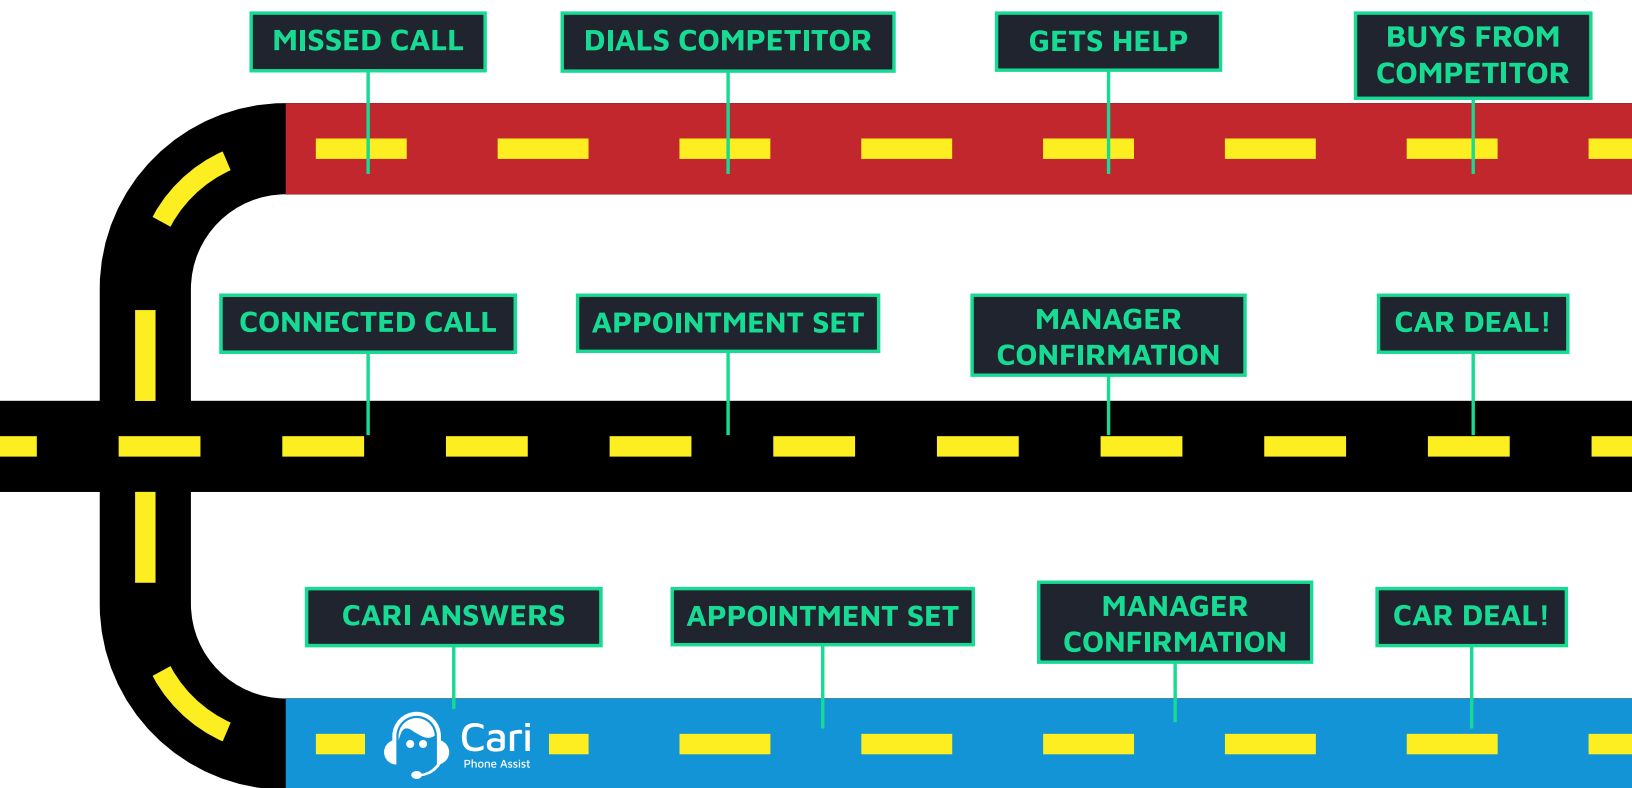 MISSED CALL
DIALS COMPETITOR
GETS HELP
BUYS FROM
COMPETITOR
CONNECTED CALL
APPOINTMENT SET
MANAGER
CONFIRMATION
CAR DEAL!
CARI ANSWERS
APPOINTMENT SET
MANAGER
CONFIRMATION
CAR DEAL!
Cari
Phone Assist